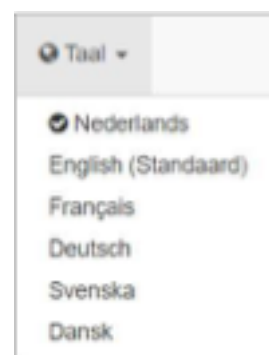 Taal
Nederlands
English (Standaard)
Français
Deutsch
Svenska
Dansk